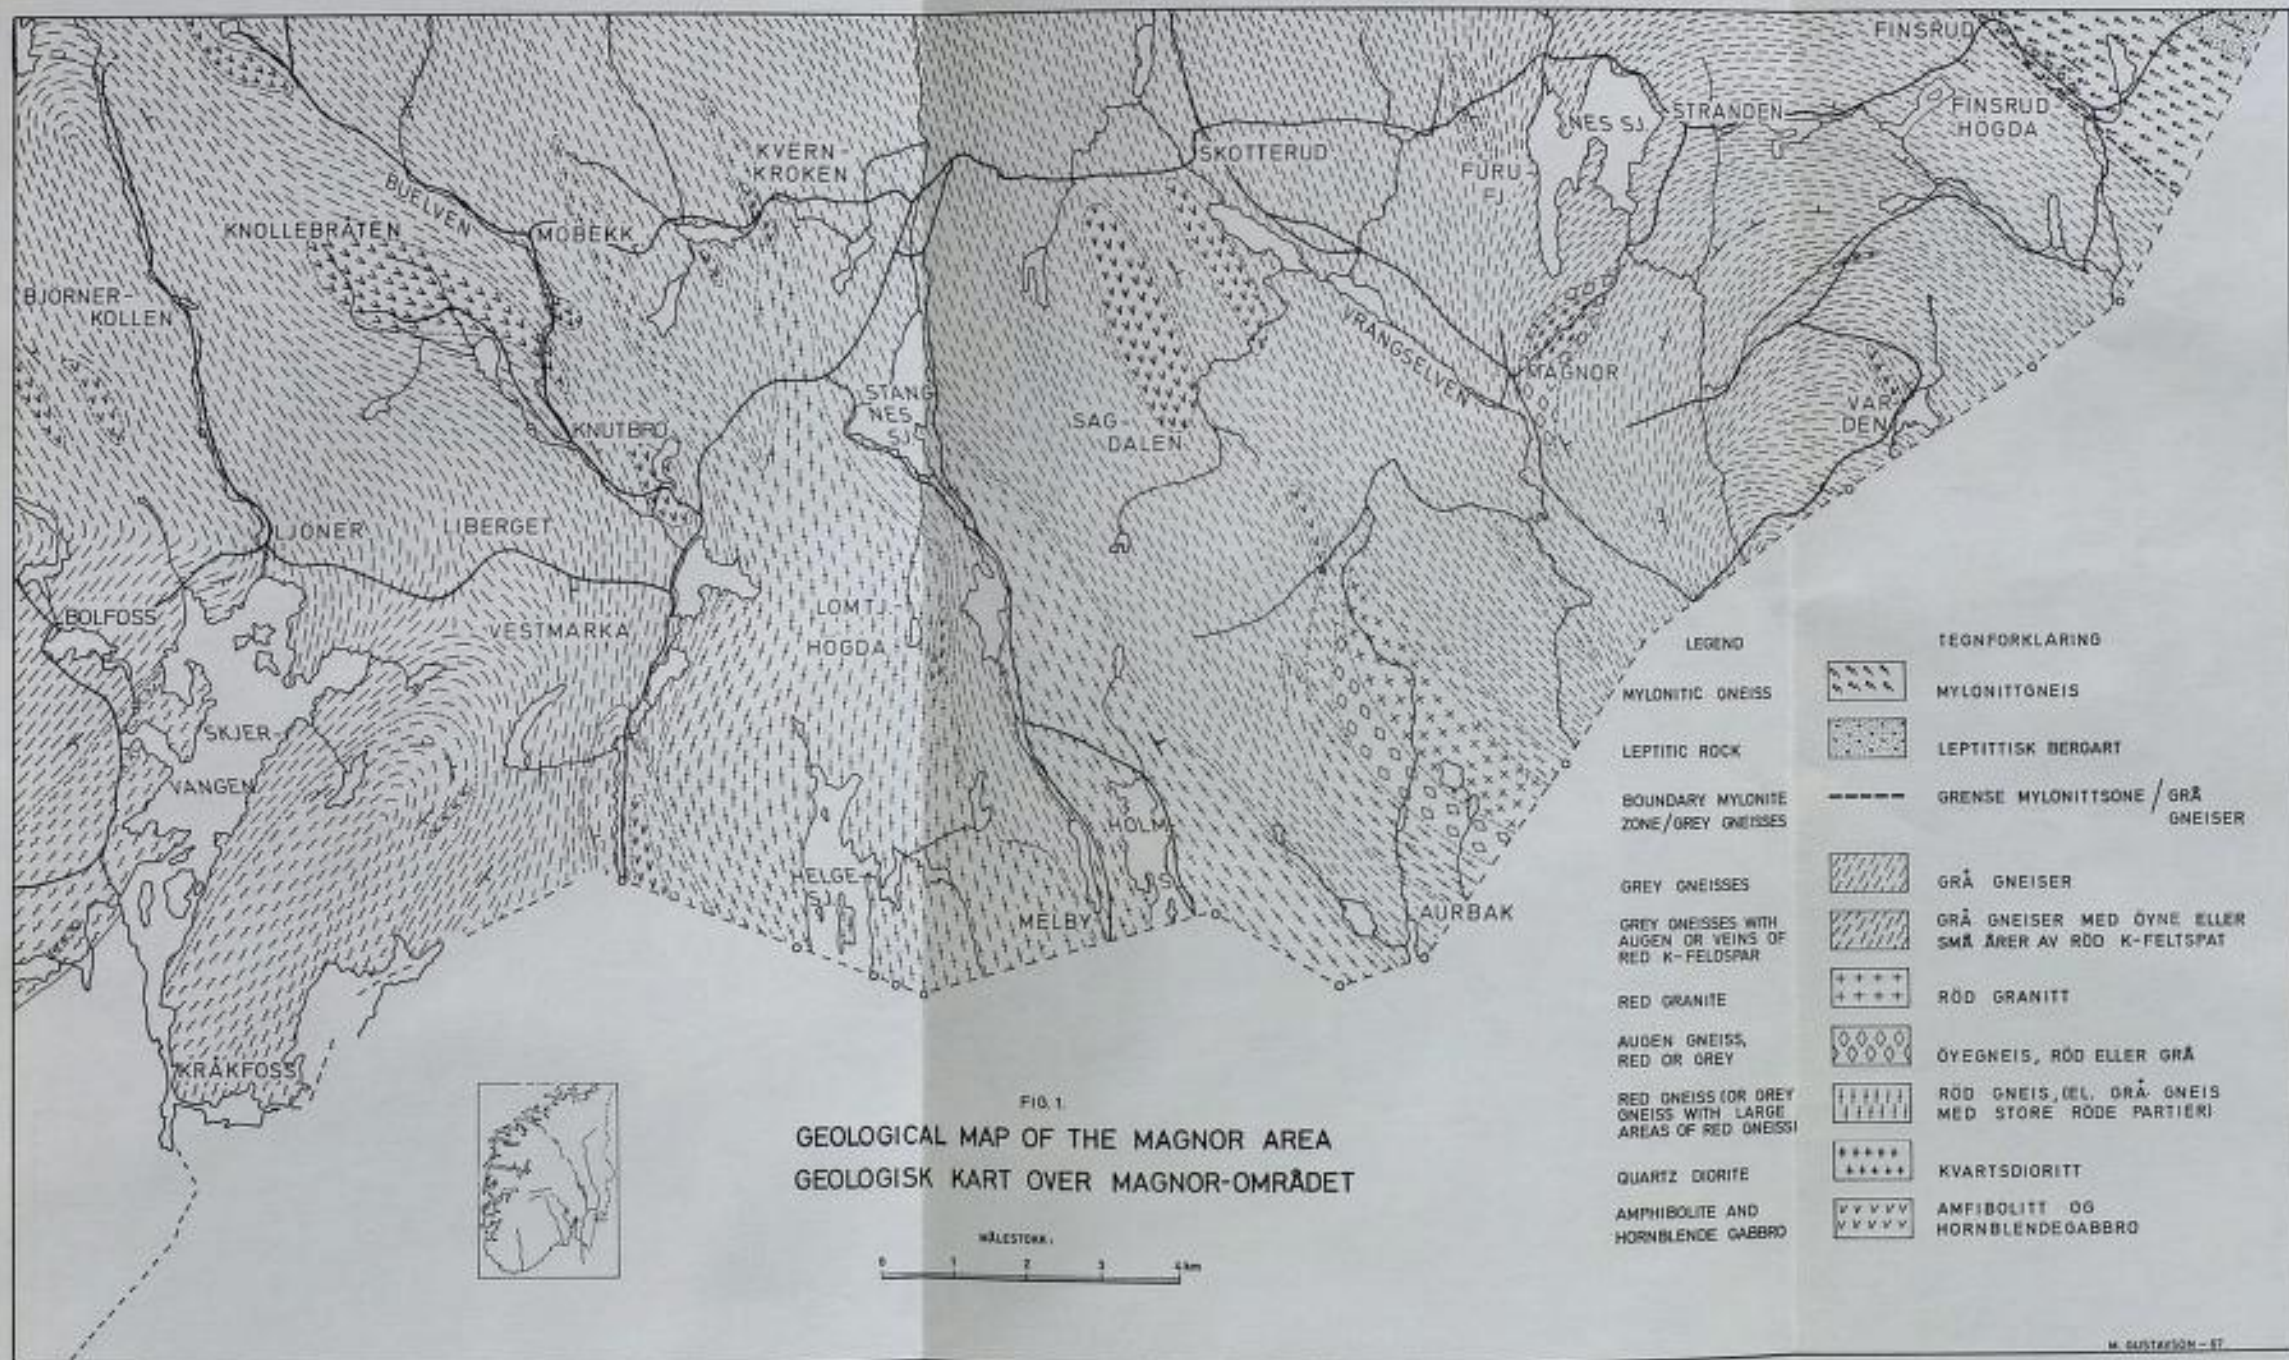 FINSRUD
FINSRUD
HÖGDA
STRANDEN
NES SJ.
FURU-
FJ.
SKOTTERUD
KVERN-
KROKEN
BUELVEN
MÖBEKK
KNOLLEBRÅTEN
BJÖRNER-
KOLLEN
VRANGSELVEN
MAGNOR
VAR
DEN
STANG
NES
SJ.
SAG-
DALEN
KNUTBRO
LJÖNER
LIBERGET
BOLFOSS
VESTMARKA
LOMTJ.-
HÖGDA
SKJER-
VANGEN
HOLM-
S.
HELGE-
SJ.
MELBY
AURBAK
KRÅKFOSS
LEGEND
TEGNFORKLARING
MYLONITIC GNEISS
MYLONITTGNEIS
LEPTITIC ROCK
LEPTITTISK BERGART
BOUNDARY MYLONITE
ZONE/GREY GNEISSES
GRENSE MYLONITTSONE / GRÅ
GNEISER
GREY GNEISSES
GRÅ GNEISER
GREY GNEISSES WITH
AUGEN OR VEINS OF
RED K-FELDSPAR
GRÅ GNEISER MED ÖYNE ELLER
SMÅ ÅRER AV RÖD K-FELTSPAT
RED GRANITE
RÖD GRANITT
AUGEN GNEISS,
RED OR GREY
ÖYEGNEIS, RÖD ELLER GRÅ
RED GNEISS (OR GREY
GNEISS WITH LARGE
AREAS OF RED GNEISS)
RÖD GNEIS, (EL. GRÅ GNEIS
MED STORE RÖDE PARTIER)
QUARTZ DIORITE
KVARTSDIORITT
AMPHIBOLITE AND
HORNBLENDE GABBRO
AMFIBOLITT OG
HORNBLENDEGABBRO
FIG. 1.
GEOLOGICAL MAP OF THE MAGNOR AREA
GEOLOGISK KART OVER MAGNOR-OMRÅDET
MÅLESTOKK:
0 1 2 3 4 km
M. GUSTAVSON - 67